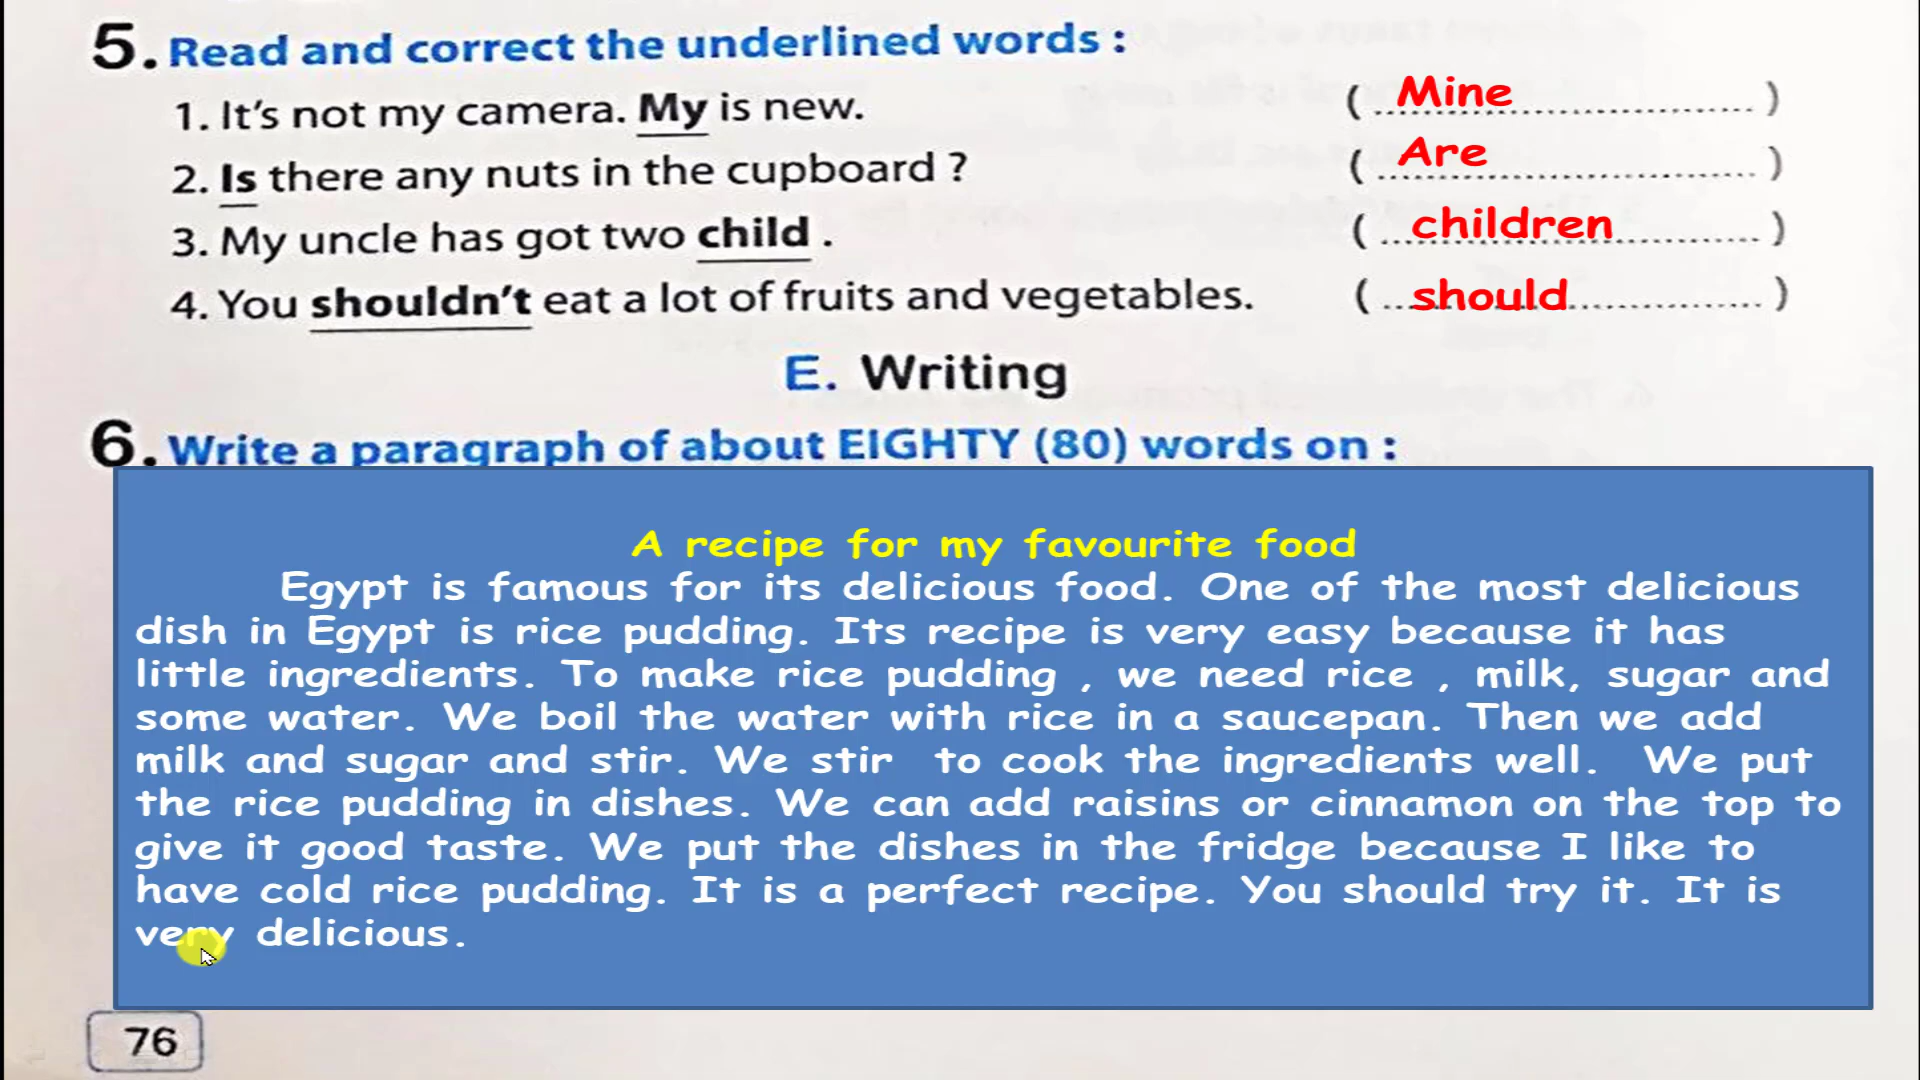 5. Read and correct the underlined words :
1. It's not my camera. My is new. (.......... Mine ..........)
2. Is there any nuts in the cupboard ? (.......... Are ..........)
3. My uncle has got two child . (.......... children ..........)
4. You shouldn't eat a lot of fruits and vegetables. (.......... should ..........)
E. Writing
6. Write a paragraph of about EIGHTY (80) words on :
A recipe for my favourite food
Egypt is famous for its delicious food. One of the most delicious
dish in Egypt is rice pudding. Its recipe is very easy because it has
little ingredients. To make rice pudding , we need rice , milk, sugar and
some water. We boil the water with rice in a saucepan. Then we add
milk and sugar and stir. We stir  to cook the ingredients well.  We put
the rice pudding in dishes. We can add raisins or cinnamon on the top to
give it good taste. We put the dishes in the fridge because I like to
have cold rice pudding. It is a perfect recipe. You should try it. It is
very delicious.
76